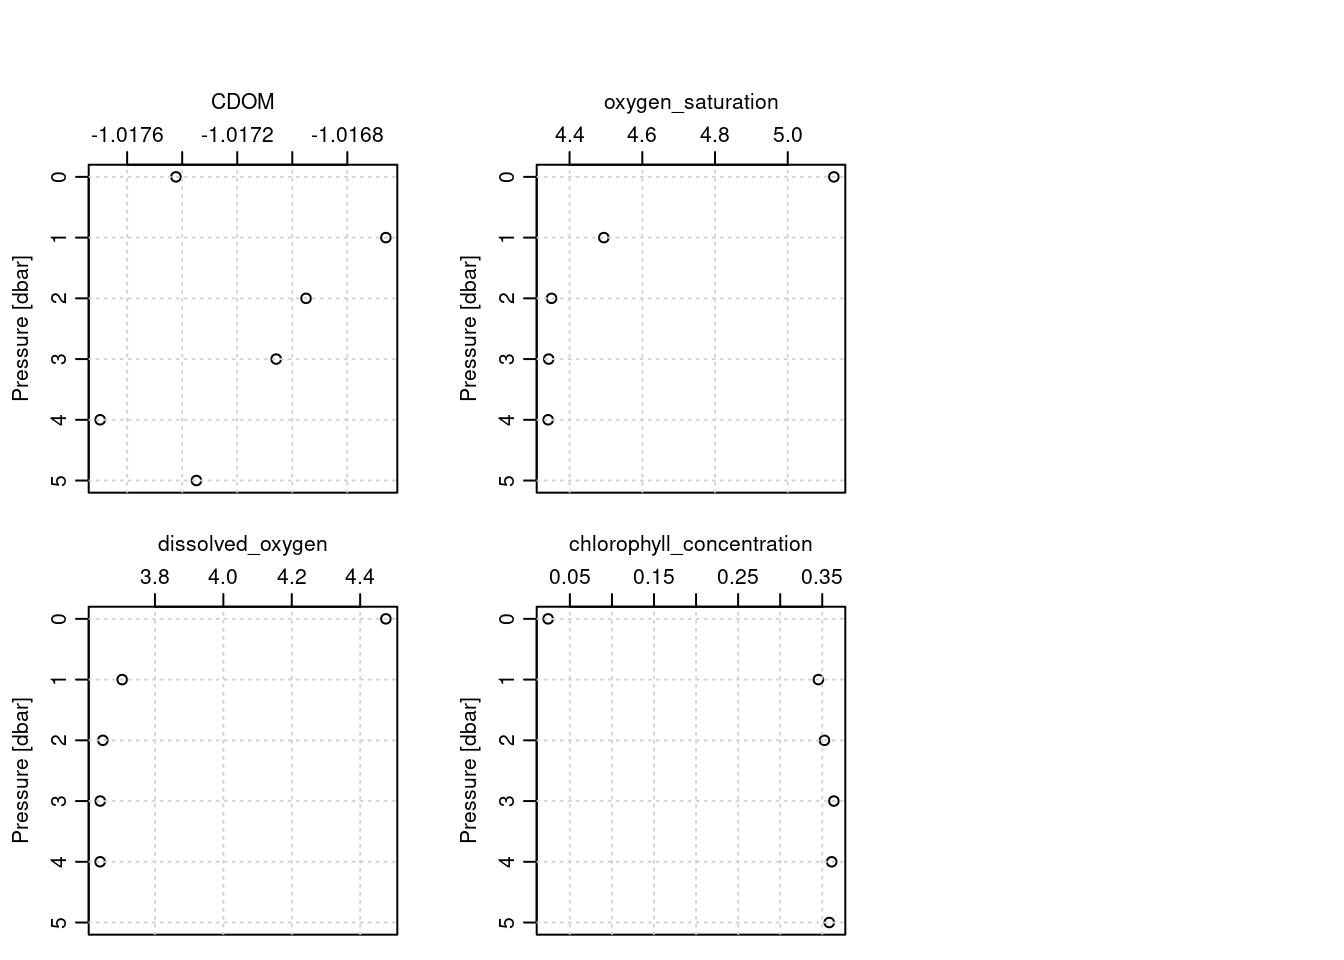 CDOM
-1.0176 -1.0172 -1.0168
0
1
2
3
4
5
Pressure [dbar]
oxygen_saturation
4.4 4.6 4.8 5.0
0
1
2
3
4
5
Pressure [dbar]
dissolved_oxygen
3.8 4.0 4.2 4.4
0
1
2
3
4
5
Pressure [dbar]
chlorophyll_concentration
0.05 0.15 0.25 0.35
0
1
2
3
4
5
Pressure [dbar]